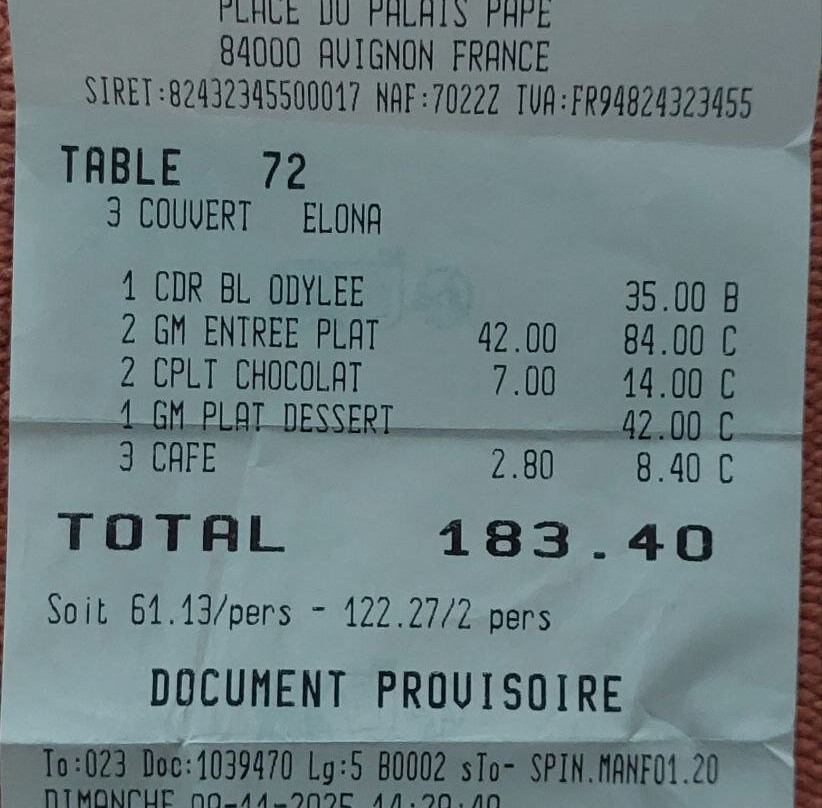 PLACE DU PALAIS PAPE
84000 AVIGNON FRANCE
SIRET:82432345500017 NAF:7022Z TVA:FR94824323455
TABLE 72
3 COUVERT ELONA
1 CDR BL ODYLEE 35.00 B
2 GM ENTREE PLAT 42.00 84.00 C
2 CPLT CHOCOLAT 7.00 14.00 C
1 GM PLAT DESSERT 42.00 C
3 CAFE 2.80 8.40 C
TOTAL 183.40
Soit 61.13/pers - 122.27/2 pers
DOCUMENT PROVISOIRE
To:023 Doc:1039470 Lg:5 B0002 sTo- SPIN.MANF01.20
DIMANCHE